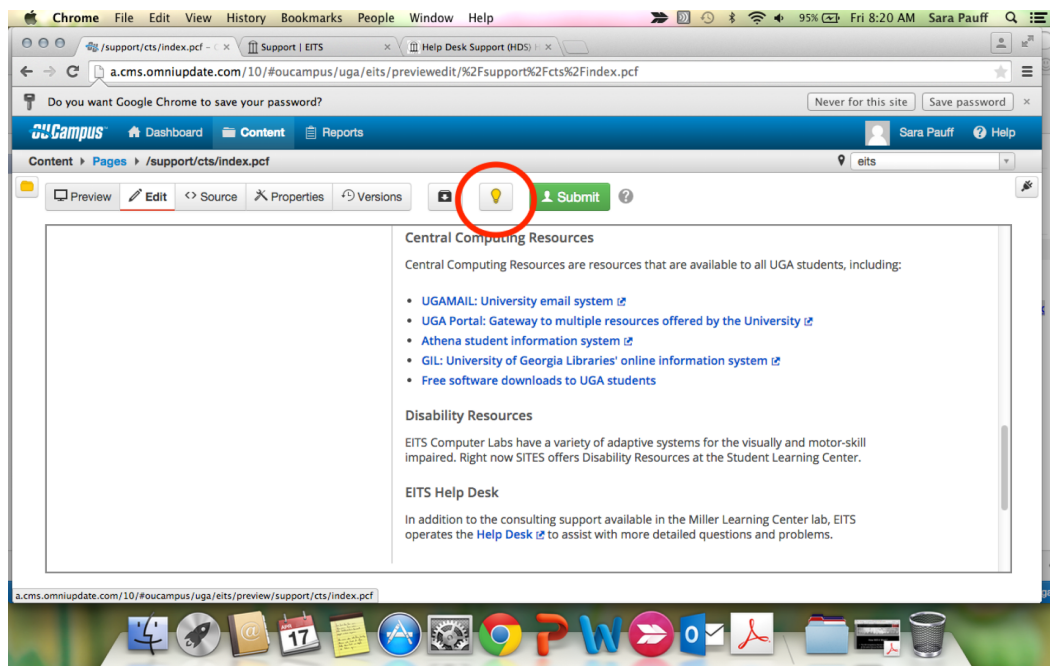 Chrome File Edit View History Bookmarks People Window Help 95% Fri 8:20 AM Sara Pauff
/support/cts/index.pcf – Support | EITS Help Desk Support (HDS)
a.cms.omniupdate.com/10/#oucampus/uga/eits/previewedit/%2Fsupport%2Fcts%2Findex.pcf
Do you want Google Chrome to save your password? Never for this site Save password
OU Campus Dashboard Content Reports Sara Pauff Help
Content Pages /support/cts/index.pcf eits
Preview Edit Source Properties Versions Submit
Central Computing Resources
Central Computing Resources are resources that are available to all UGA students, including:
• UGAMAIL: University email system
• UGA Portal: Gateway to multiple resources offered by the University
• Athena student information system
• GIL: University of Georgia Libraries' online information system
• Free software downloads to UGA students
Disability Resources
EITS Computer Labs have a variety of adaptive systems for the visually and motor-skill
impaired. Right now SITES offers Disability Resources at the Student Learning Center.
EITS Help Desk
In addition to the consulting support available in the Miller Learning Center lab, EITS
operates the Help Desk to assist with more detailed questions and problems.
a.cms.omniupdate.com/10/#oucampus/uga/eits/preview/support/cts/index.pcf
APR
17